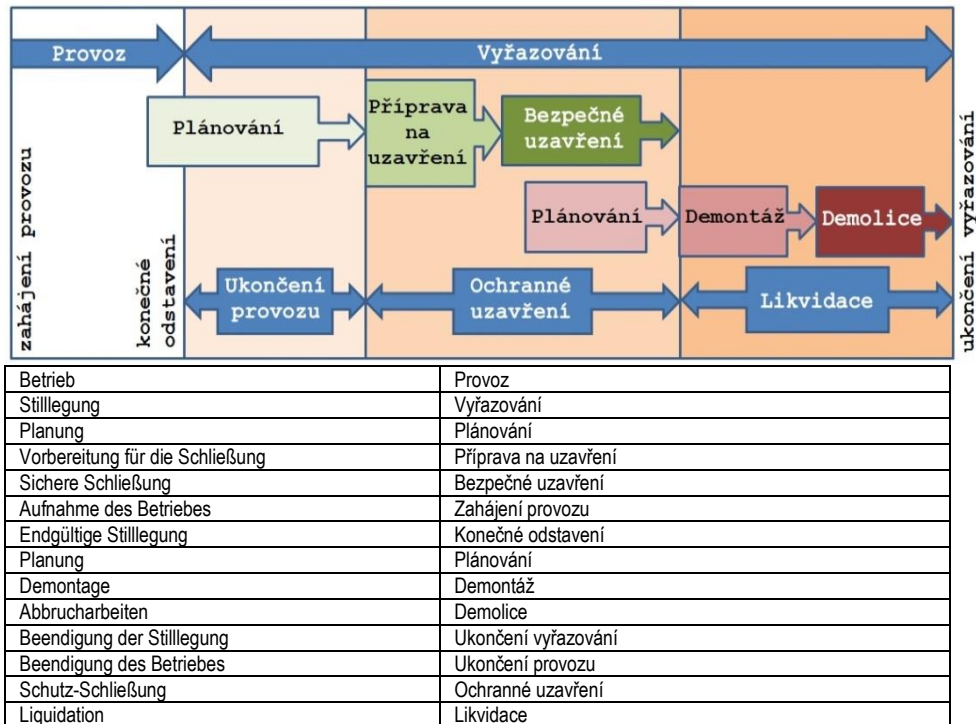 Provoz
Vyřazování
Plánování
Příprava
na
uzavření
Bezpečné
uzavření
Plánování
Demontáž
Demolice
zahájení provozu
konečné
odstavení
Ukončení
provozu
Ochranné
uzavření
Likvidace
ukončení vyřazování
Betrieb Provoz
Stilllegung Vyřazování
Planung Plánování
Vorbereitung für die Schließung Příprava na uzavření
Sichere Schließung Bezpečné uzavření
Aufnahme des Betriebes Zahájení provozu
Endgültige Stilllegung Konečné odstavení
Planung Plánování
Demontage Demontáž
Abbrucharbeiten Demolice
Beendigung der Stilllegung Ukončení vyřazování
Beendigung des Betriebes Ukončení provozu
Schutz-Schließung Ochranné uzavření
Liquidation Likvidace